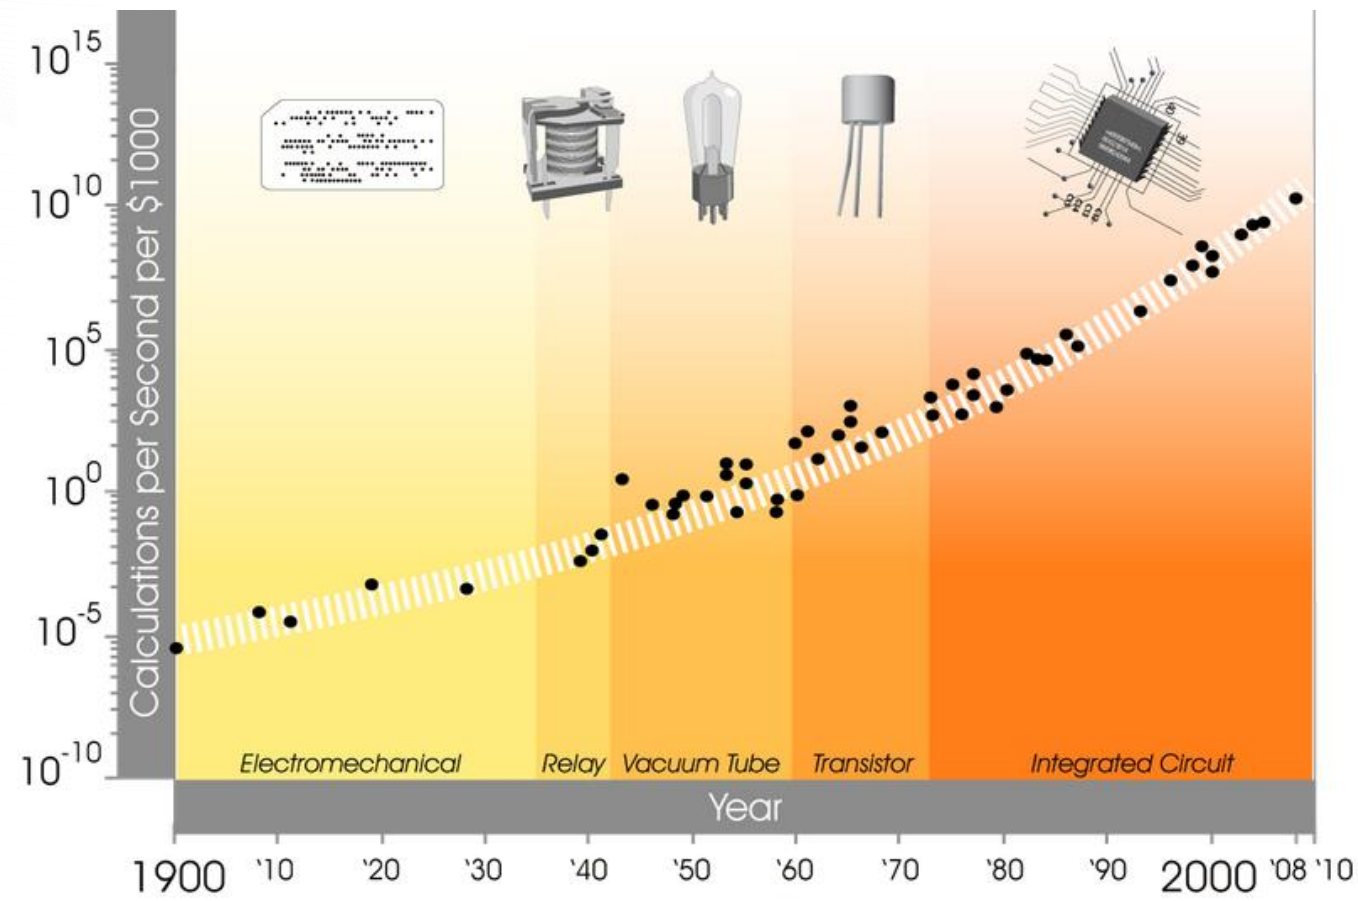 Calculations per Second per $1000
10^15
10^10
10^5
10^0
10^-5
10^-10
Electromechanical
Relay
Vacuum Tube
Transistor
Integrated Circuit
Year
1900 '10 '20 '30 '40 '50 '60 '70 '80 '90 2000 '08 '10